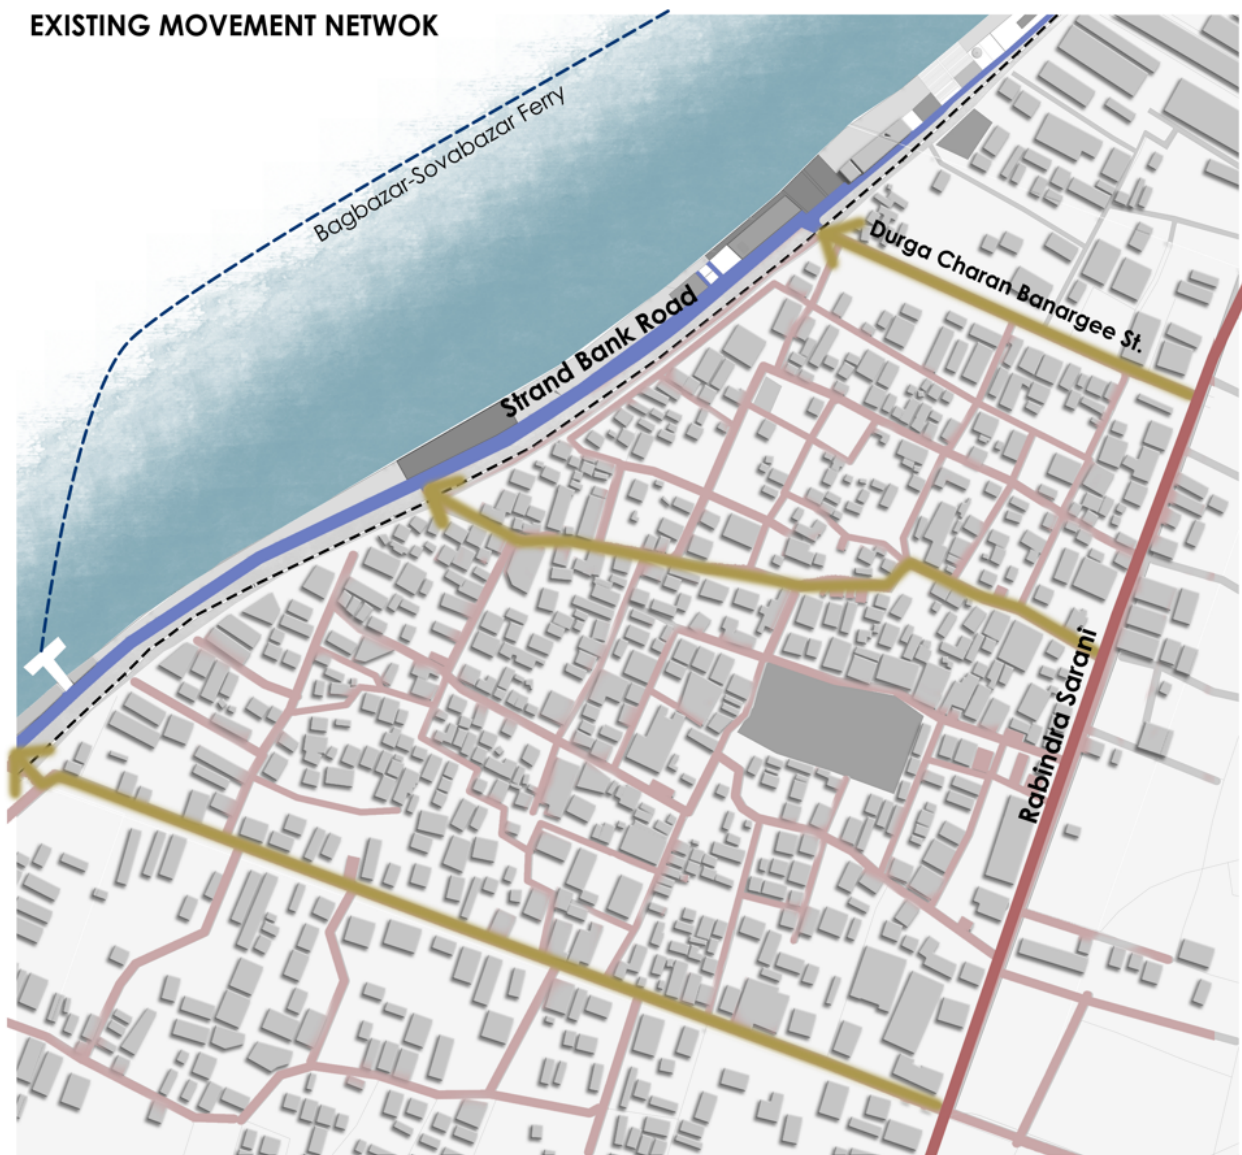 EXISTING MOVEMENT NETWOK
Bagbazar-Sovabazar Ferry
Durga Charan Banargee St.
Strand Bank Road
Rabindra Sarani